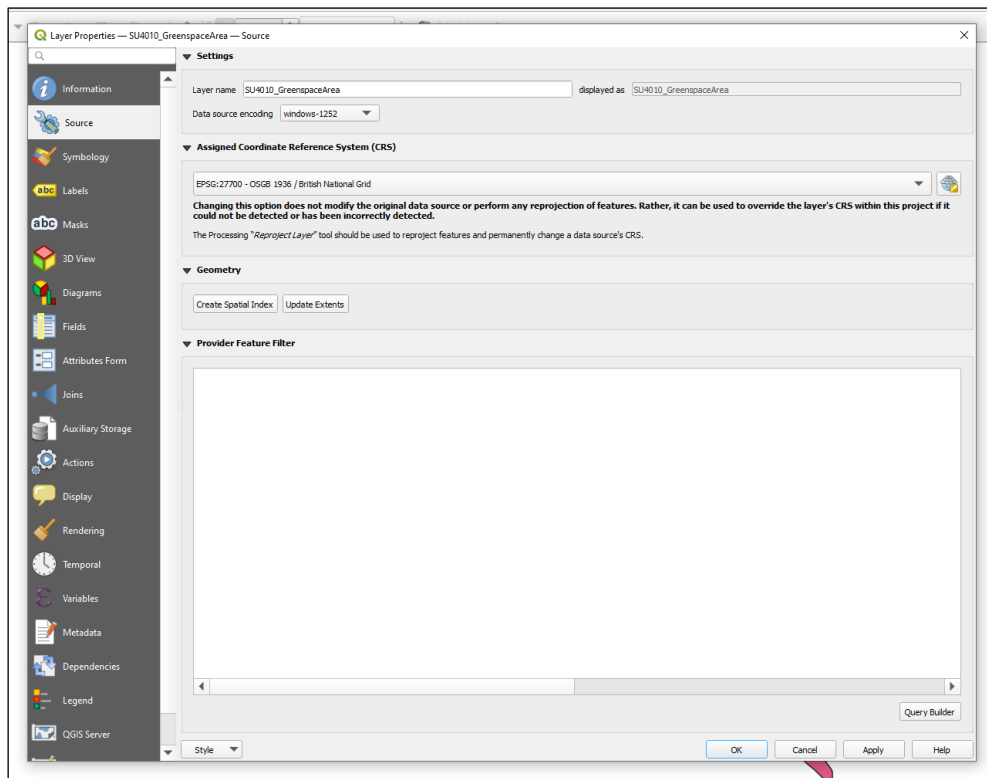 Layer Properties — SU4010_GreenspaceArea — Source
Information
Source
Symbology
abc Labels
abc Masks
3D View
Diagrams
Fields
Attributes Form
Joins
Auxiliary Storage
Actions
Display
Rendering
Temporal
Variables
Metadata
Dependencies
Legend
QGIS Server
Settings
Layer name SU4010_GreenspaceArea displayed as SU4010_GreenspaceArea
Data source encoding windows-1252
Assigned Coordinate Reference System (CRS)
EPSG:27700 - OSGB 1936 / British National Grid
Changing this option does not modify the original data source or perform any reprojection of features. Rather, it can be used to override the layer's CRS within this project if it
could not be detected or has been incorrectly detected.
The Processing "Reproject Layer" tool should be used to reproject features and permanently change a data source's CRS.
Geometry
Create Spatial Index Update Extents
Provider Feature Filter
Query Builder
Style OK Cancel Apply Help